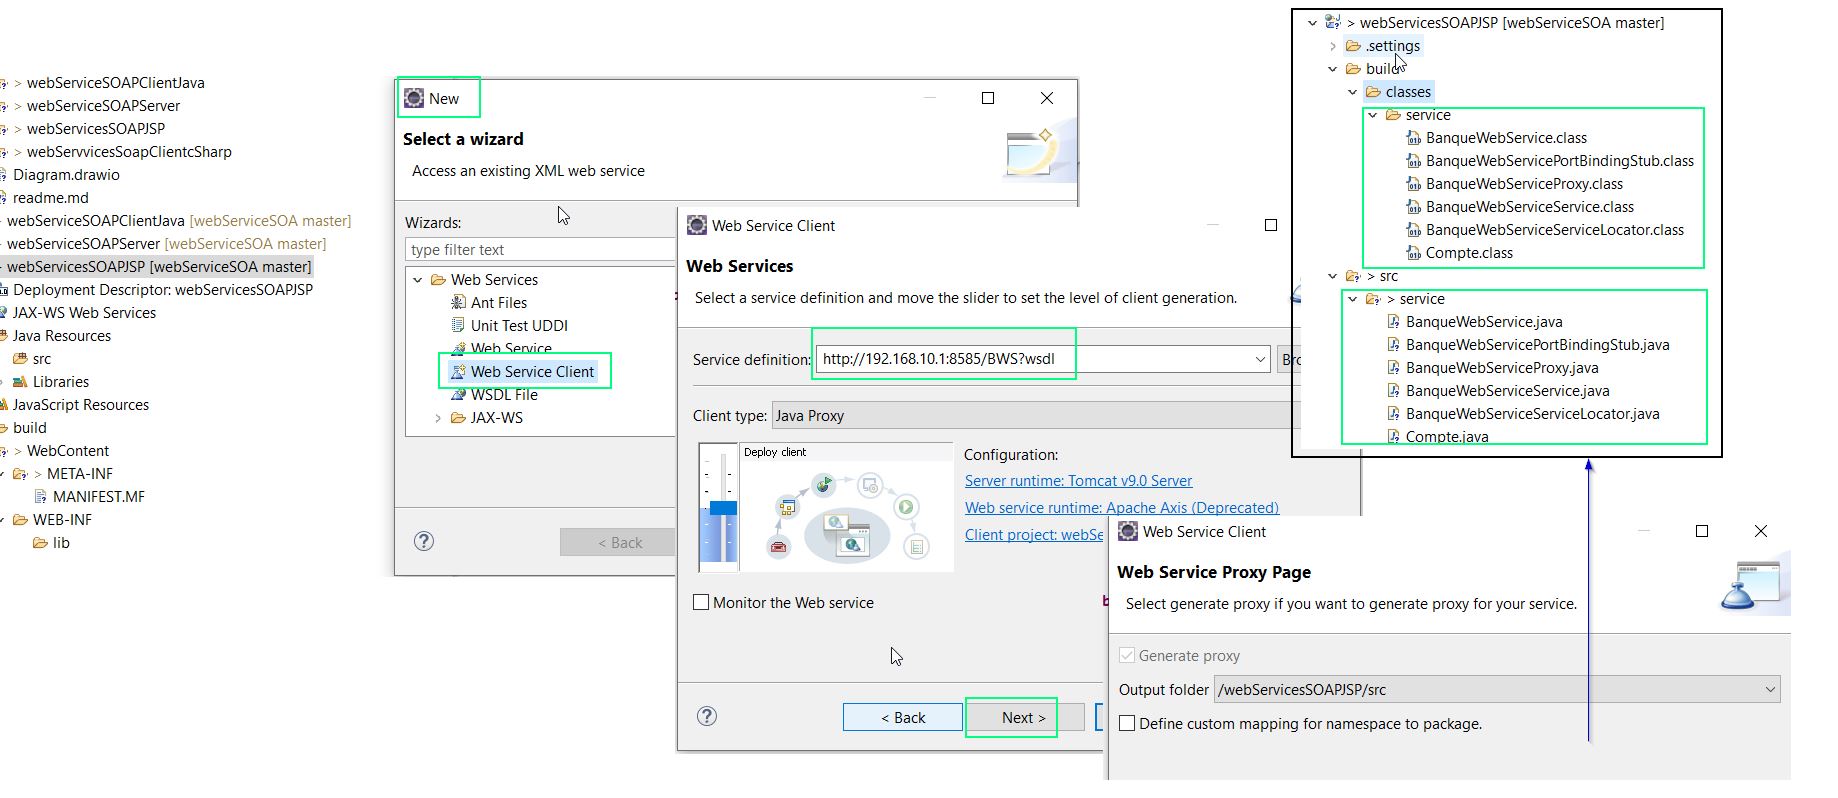 > webServiceSOAPClientJava
> webServiceSOAPServer
> webServicesSOAPJSP
> webServvicesSoapClientcSharp
Diagram.drawio
readme.md
webServiceSOAPClientJava [webServiceSOA master]
webServiceSOAPServer [webServiceSOA master]
webServicesSOAPJSP [webServiceSOA master]
Deployment Descriptor: webServicesSOAPJSP
JAX-WS Web Services
Java Resources
src
Libraries
JavaScript Resources
build
> WebContent
> META-INF
MANIFEST.MF
WEB-INF
lib
New
Select a wizard
Access an existing XML web service
Wizards:
type filter text
Web Services
Ant Files
Unit Test UDDI
Web Service
Web Service Client
WSDL File
JAX-WS
< Back
Web Service Client
Web Services
Select a service definition and move the slider to set the level of client generation.
Service definition: http://192.168.10.1:8585/BWS?wsdl
Client type: Java Proxy
Deploy client
Configuration:
Server runtime: Tomcat v9.0 Server
Web service runtime: Apache Axis (Deprecated)
Client project: webSe
Monitor the Web service
< Back
Next >
Web Service Client
Web Service Proxy Page
Select generate proxy if you want to generate proxy for your service.
Generate proxy
Output folder /webServicesSOAPJSP/src
Define custom mapping for namespace to package.
> webServicesSOAPJSP [webServiceSOA master]
.settings
build
classes
service
BanqueWebService.class
BanqueWebServicePortBindingStub.class
BanqueWebServiceProxy.class
BanqueWebServiceService.class
BanqueWebServiceServiceLocator.class
Compte.class
> src
> service
BanqueWebService.java
BanqueWebServicePortBindingStub.java
BanqueWebServiceProxy.java
BanqueWebServiceService.java
BanqueWebServiceServiceLocator.java
Compte.java